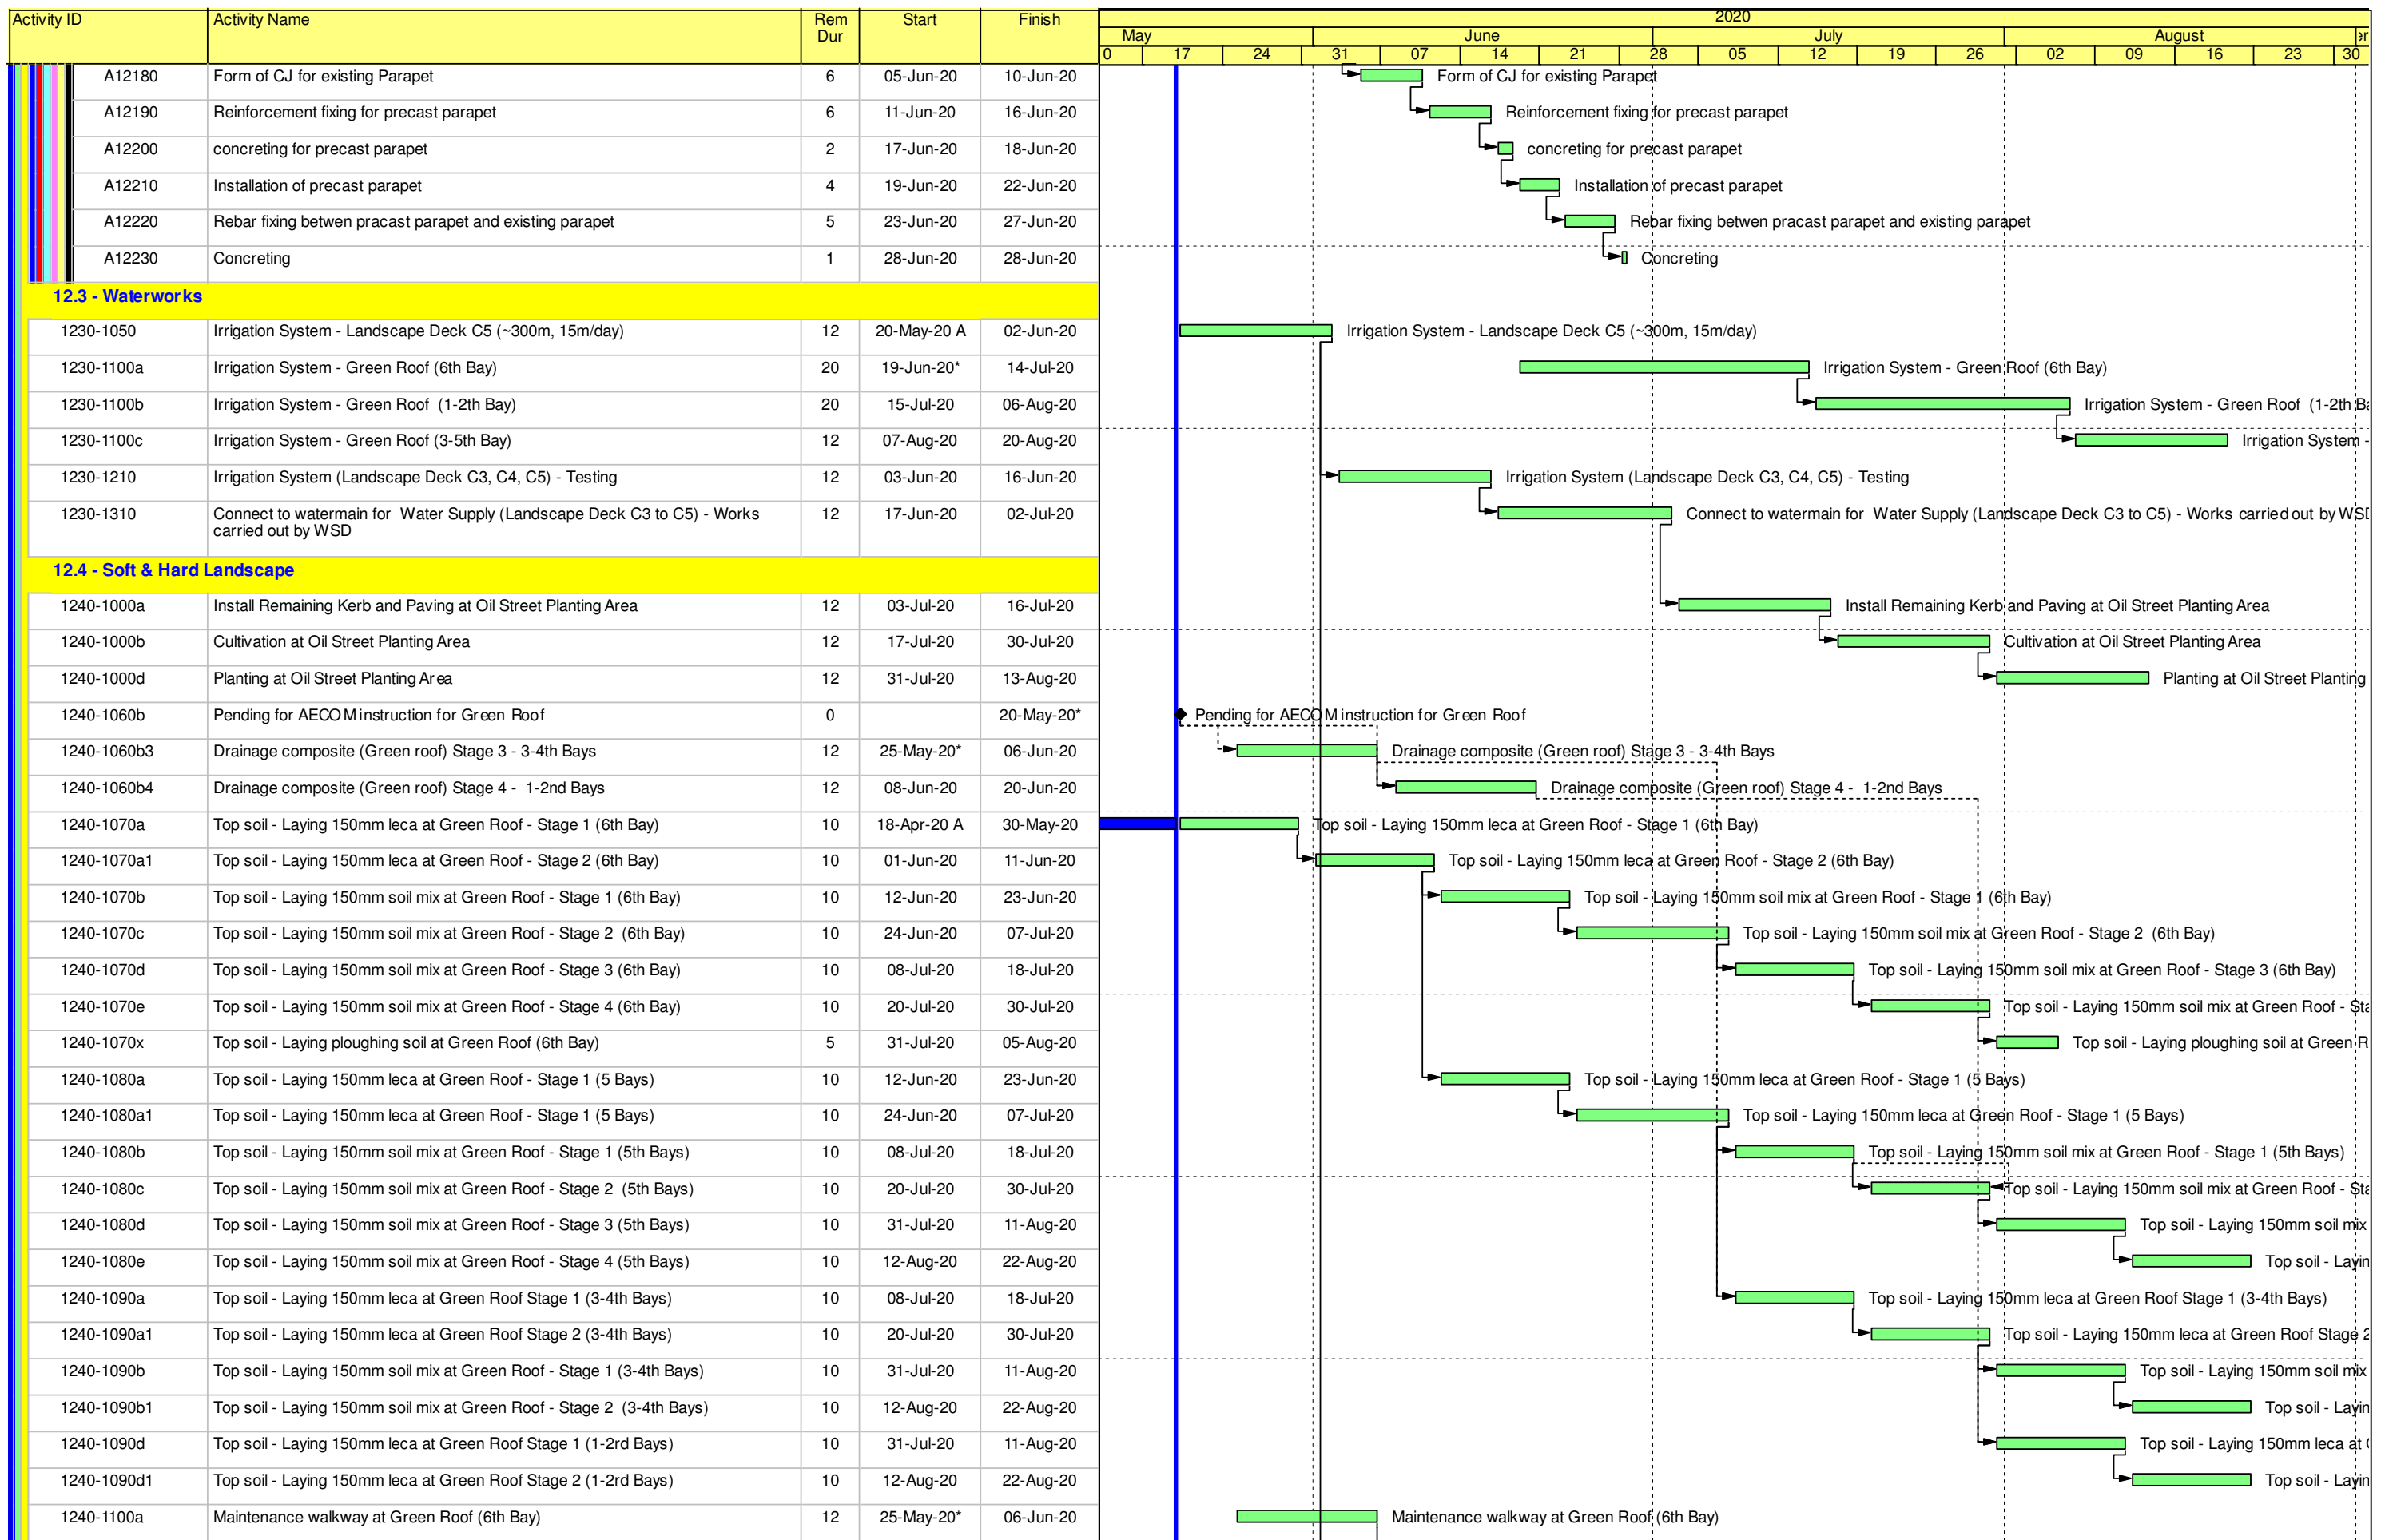 Activity ID Activity Name Rem Dur Start Finish 2020
May June July August
0 17 24 31 07 14 21 28 05 12 19 26 02 09 16 23 30
A12180 Form of CJ for existing Parapet 6 05-Jun-20 10-Jun-20 Form of CJ for existing Parapet
A12190 Reinforcement fixing for precast parapet 6 11-Jun-20 16-Jun-20 Reinforcement fixing for precast parapet
A12200 concreting for precast parapet 2 17-Jun-20 18-Jun-20 concreting for precast parapet
A12210 Installation of precast parapet 4 19-Jun-20 22-Jun-20 Installation of precast parapet
A12220 Rebar fixing betwen pracast parapet and existing parapet 5 23-Jun-20 27-Jun-20 Rebar fixing betwen pracast parapet and existing parapet
A12230 Concreting 1 28-Jun-20 28-Jun-20 Concreting
12.3 - Waterworks
1230-1050 Irrigation System - Landscape Deck C5 (~300m, 15m/day) 12 20-May-20 A 02-Jun-20 Irrigation System - Landscape Deck C5 (~300m, 15m/day)
1230-1100a Irrigation System - Green Roof (6th Bay) 20 19-Jun-20* 14-Jul-20 Irrigation System - Green Roof (6th Bay)
1230-1100b Irrigation System - Green Roof (1-2th Bay) 20 15-Jul-20 06-Aug-20 Irrigation System - Green Roof (1-2th Ba
1230-1100c Irrigation System - Green Roof (3-5th Bay) 12 07-Aug-20 20-Aug-20 Irrigation System -
1230-1210 Irrigation System (Landscape Deck C3, C4, C5) - Testing 12 03-Jun-20 16-Jun-20 Irrigation System (Landscape Deck C3, C4, C5) - Testing
1230-1310 Connect to watermain for Water Supply (Landscape Deck C3 to C5) - Works 12 17-Jun-20 02-Jul-20 Connect to watermain for Water Supply (Landscape Deck C3 to C5) - Works carried out by WSD
carried out by WSD
12.4 - Soft & Hard Landscape
1240-1000a Install Remaining Kerb and Paving at Oil Street Planting Area 12 03-Jul-20 16-Jul-20 Install Remaining Kerb and Paving at Oil Street Planting Area
1240-1000b Cultivation at Oil Street Planting Area 12 17-Jul-20 30-Jul-20 Cultivation at Oil Street Planting Area
1240-1000d Planting at Oil Street Planting Area 12 31-Jul-20 13-Aug-20 Planting at Oil Street Planting
1240-1060b Pending for AECOM instruction for Green Roof 0 20-May-20* Pending for AECOM instruction for Green Roof
1240-1060b3 Drainage composite (Green roof) Stage 3 - 3-4th Bays 12 25-May-20* 06-Jun-20 Drainage composite (Green roof) Stage 3 - 3-4th Bays
1240-1060b4 Drainage composite (Green roof) Stage 4 - 1-2nd Bays 12 08-Jun-20 20-Jun-20 Drainage composite (Green roof) Stage 4 - 1-2nd Bays
1240-1070a Top soil - Laying 150mm leca at Green Roof - Stage 1 (6th Bay) 10 18-Apr-20 A 30-May-20 Top soil - Laying 150mm leca at Green Roof - Stage 1 (6th Bay)
1240-1070a1 Top soil - Laying 150mm leca at Green Roof - Stage 2 (6th Bay) 10 01-Jun-20 11-Jun-20 Top soil - Laying 150mm leca at Green Roof - Stage 2 (6th Bay)
1240-1070b Top soil - Laying 150mm soil mix at Green Roof - Stage 1 (6th Bay) 10 12-Jun-20 23-Jun-20 Top soil - Laying 150mm soil mix at Green Roof - Stage 1 (6th Bay)
1240-1070c Top soil - Laying 150mm soil mix at Green Roof - Stage 2 (6th Bay) 10 24-Jun-20 07-Jul-20 Top soil - Laying 150mm soil mix at Green Roof - Stage 2 (6th Bay)
1240-1070d Top soil - Laying 150mm soil mix at Green Roof - Stage 3 (6th Bay) 10 08-Jul-20 18-Jul-20 Top soil - Laying 150mm soil mix at Green Roof - Stage 3 (6th Bay)
1240-1070e Top soil - Laying 150mm soil mix at Green Roof - Stage 4 (6th Bay) 10 20-Jul-20 30-Jul-20 Top soil - Laying 150mm soil mix at Green Roof - Sta
1240-1070x Top soil - Laying ploughing soil at Green Roof (6th Bay) 5 31-Jul-20 05-Aug-20 Top soil - Laying ploughing soil at Green R
1240-1080a Top soil - Laying 150mm leca at Green Roof - Stage 1 (5 Bays) 10 12-Jun-20 23-Jun-20 Top soil - Laying 150mm leca at Green Roof - Stage 1 (5 Bays)
1240-1080a1 Top soil - Laying 150mm leca at Green Roof - Stage 1 (5 Bays) 10 24-Jun-20 07-Jul-20 Top soil - Laying 150mm leca at Green Roof - Stage 1 (5 Bays)
1240-1080b Top soil - Laying 150mm soil mix at Green Roof - Stage 1 (5th Bays) 10 08-Jul-20 18-Jul-20 Top soil - Laying 150mm soil mix at Green Roof - Stage 1 (5th Bays)
1240-1080c Top soil - Laying 150mm soil mix at Green Roof - Stage 2 (5th Bays) 10 20-Jul-20 30-Jul-20 Top soil - Laying 150mm soil mix at Green Roof - Sta
1240-1080d Top soil - Laying 150mm soil mix at Green Roof - Stage 3 (5th Bays) 10 31-Jul-20 11-Aug-20 Top soil - Laying 150mm soil mix
1240-1080e Top soil - Laying 150mm soil mix at Green Roof - Stage 4 (5th Bays) 10 12-Aug-20 22-Aug-20 Top soil - Layin
1240-1090a Top soil - Laying 150mm leca at Green Roof Stage 1 (3-4th Bays) 10 08-Jul-20 18-Jul-20 Top soil - Laying 150mm leca at Green Roof Stage 1 (3-4th Bays)
1240-1090a1 Top soil - Laying 150mm leca at Green Roof Stage 2 (3-4th Bays) 10 20-Jul-20 30-Jul-20 Top soil - Laying 150mm leca at Green Roof Stage 2
1240-1090b Top soil - Laying 150mm soil mix at Green Roof - Stage 1 (3-4th Bays) 10 31-Jul-20 11-Aug-20 Top soil - Laying 150mm soil mix
1240-1090b1 Top soil - Laying 150mm soil mix at Green Roof - Stage 2 (3-4th Bays) 10 12-Aug-20 22-Aug-20 Top soil - Layin
1240-1090d Top soil - Laying 150mm leca at Green Roof Stage 1 (1-2rd Bays) 10 31-Jul-20 11-Aug-20 Top soil - Laying 150mm leca at
1240-1090d1 Top soil - Laying 150mm leca at Green Roof Stage 2 (1-2rd Bays) 10 12-Aug-20 22-Aug-20 Top soil - Layin
1240-1100a Maintenance walkway at Green Roof (6th Bay) 12 25-May-20* 06-Jun-20 Maintenance walkway at Green Roof (6th Bay)